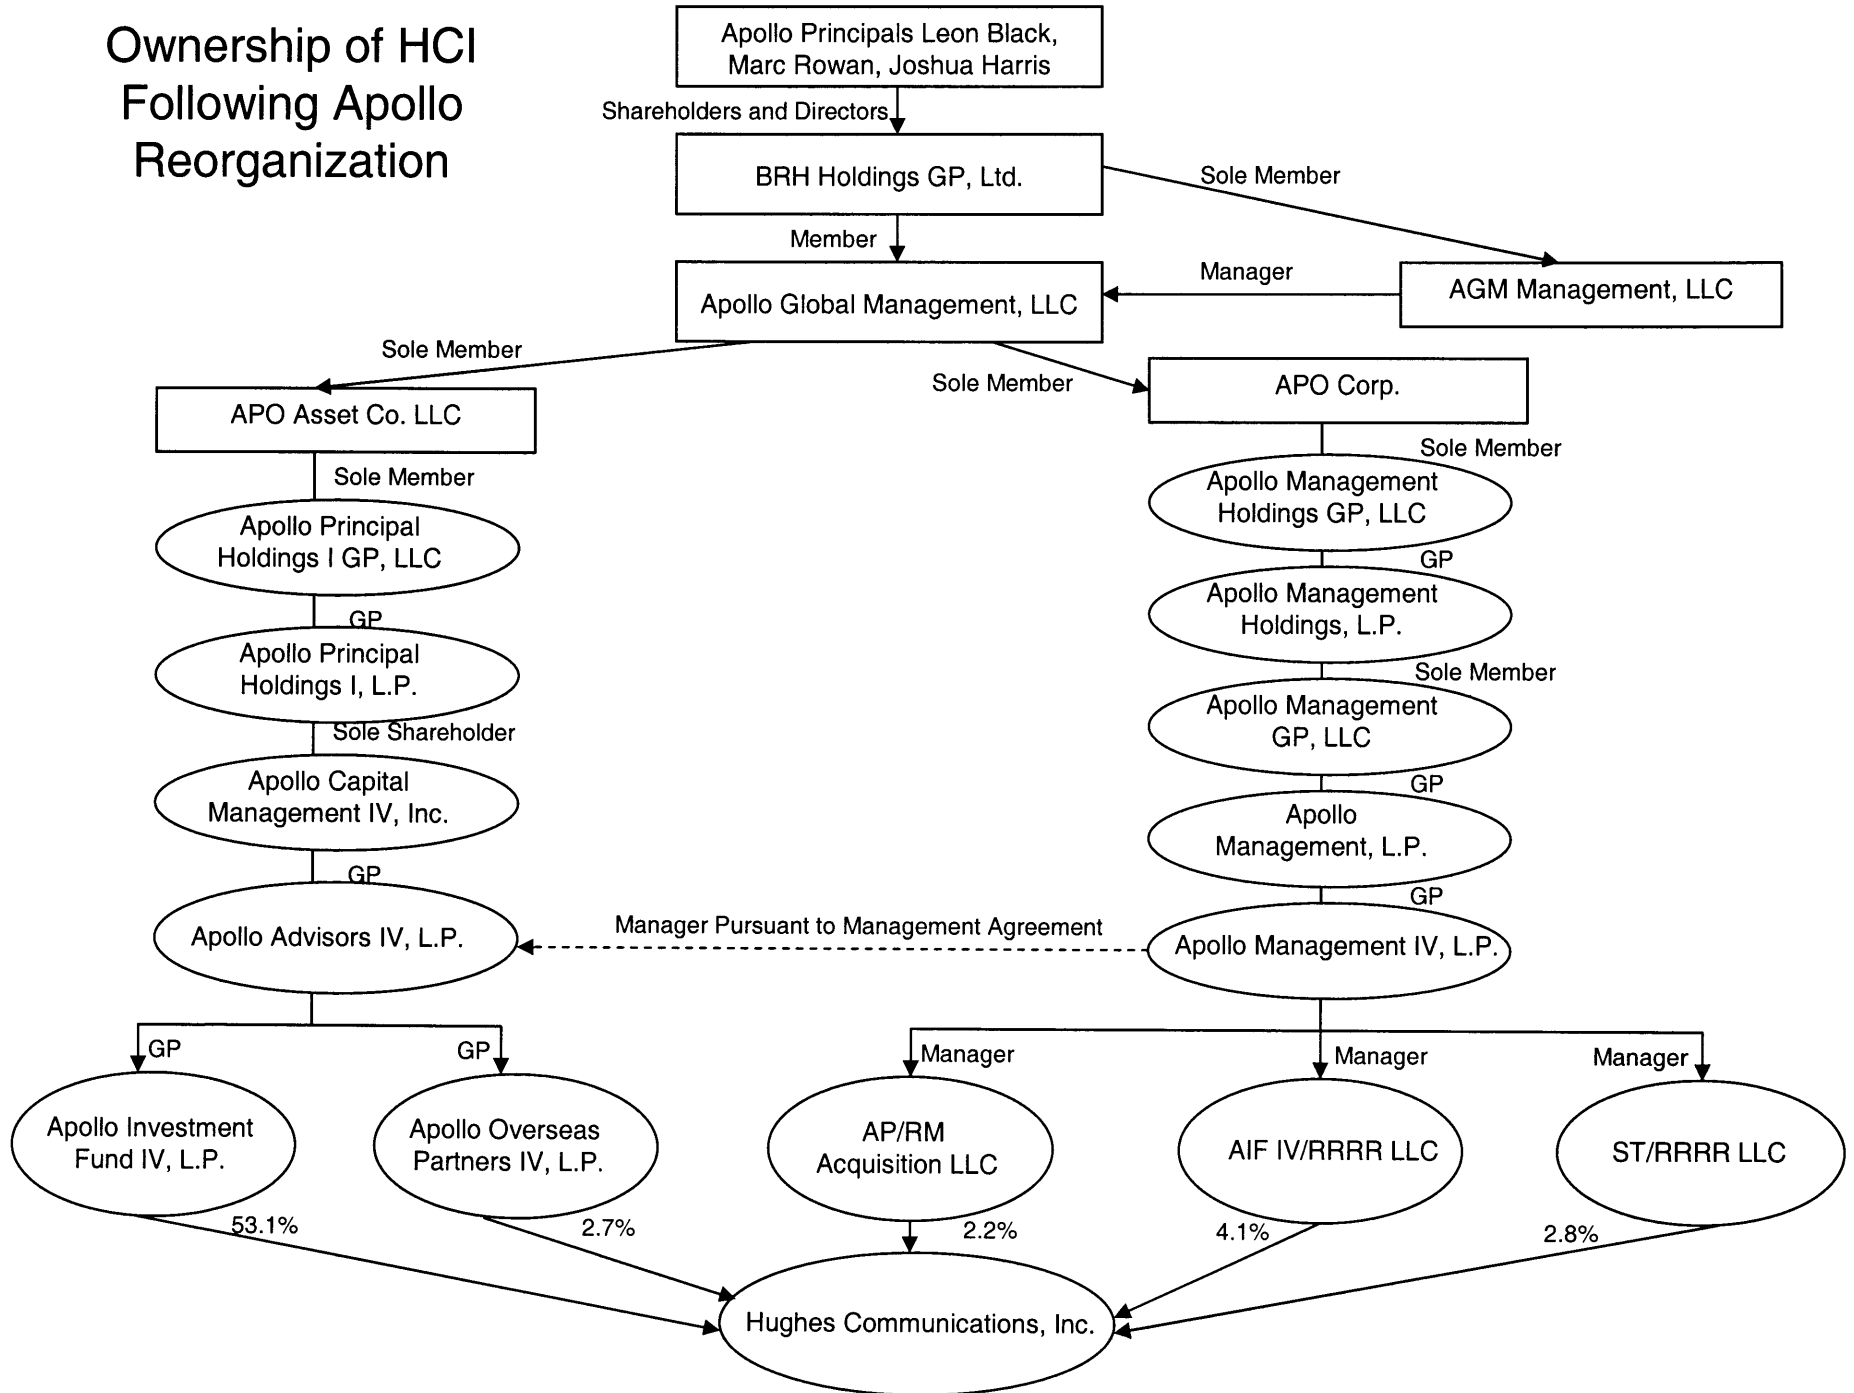 Ownership of HCI
Following Apollo
Reorganization
Apollo Principals Leon Black,
Marc Rowan, Joshua Harris
Shareholders and Directors
BRH Holdings GP, Ltd.
Sole Member
Member
Manager
Apollo Global Management, LLC
AGM Management, LLC
Sole Member
Sole Member
APO Asset Co. LLC
APO Corp.
Sole Member
Sole Member
Apollo Principal
Holdings I GP, LLC
Apollo Management
Holdings GP, LLC
GP
GP
Apollo Principal
Holdings I, L.P.
Apollo Management
Holdings, L.P.
Sole Shareholder
Sole Member
Apollo Capital
Management IV, Inc.
Apollo Management
GP, LLC
GP
GP
Apollo
Management, L.P.
GP
Apollo Advisors IV, L.P.
Manager Pursuant to Management Agreement
Apollo Management IV, L.P.
GP
GP
Manager
Manager
Manager
Apollo Investment
Fund IV, L.P.
Apollo Overseas
Partners IV, L.P.
AP/RM
Acquisition LLC
AIF IV/RRRR LLC
ST/RRRR LLC
53.1%
2.7%
2.2%
4.1%
2.8%
Hughes Communications, Inc.